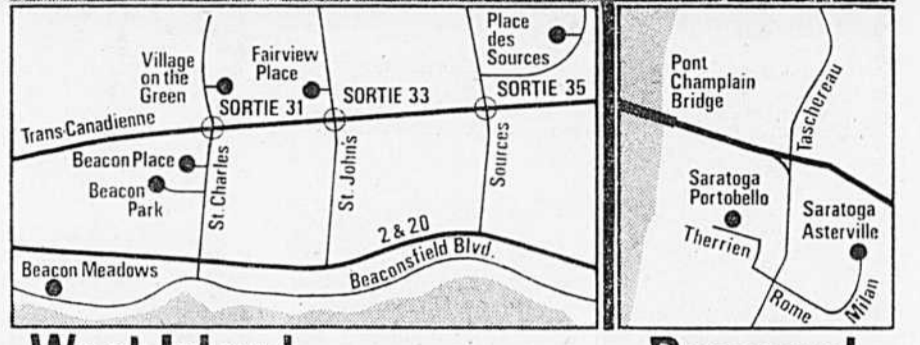 Village
on the
Green
Fairview
Place
Place
des
Sources
SORTIE 31
SORTIE 33
SORTIE 35
Trans-Canadienne
Beacon Place
Beacon
Park
St. Charles
St. John's
Sources
2 & 20
Beaconsfield Blvd.
Beacon Meadows
Pont
Champlain
Bridge
Taschereau
Saratoga
Portobello
Saratoga
Asterville
Therrien
Rome
Milan